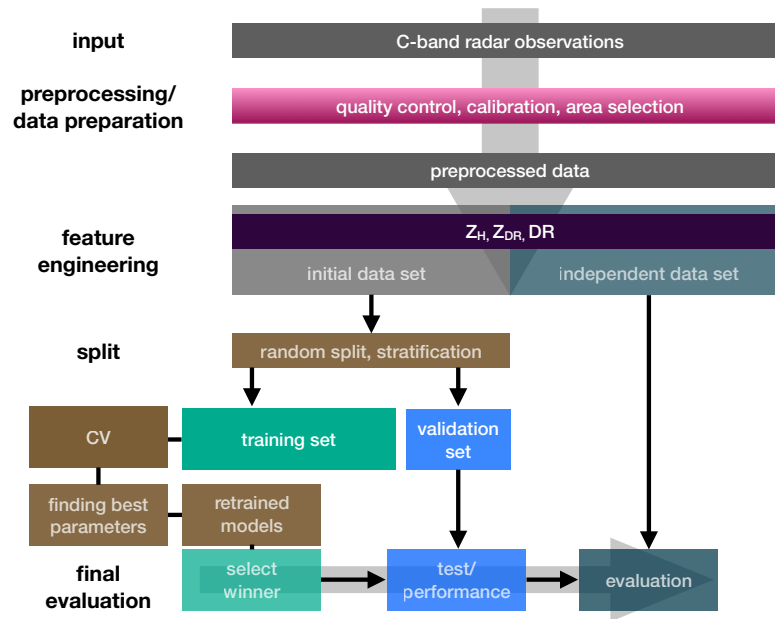 input
C-band radar observations
preprocessing/
data preparation
quality control, calibration, area selection
preprocessed data
feature
engineering
ZH, ZDR, DR
initial data set
independent data set
split
random split, stratification
CV
training set
validation
set
finding best
parameters
retrained
models
final
evaluation
select
winner
test/
performance
evaluation